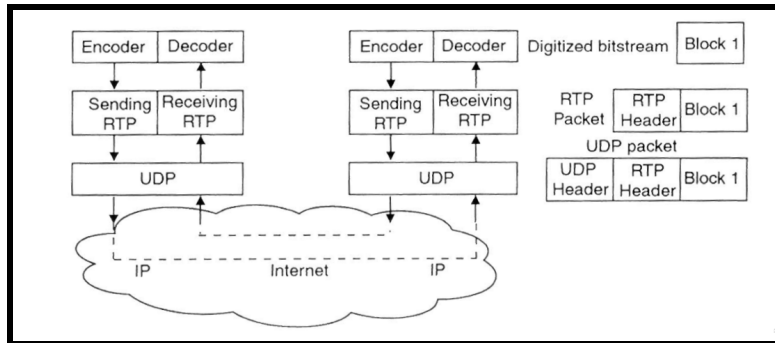 Encoder Decoder Encoder Decoder Digitized bitstream Block 1
Sending RTP Receiving RTP Sending RTP Receiving RTP RTP Packet RTP Header Block 1
UDP packet
UDP UDP UDP Header RTP Header Block 1
IP Internet IP